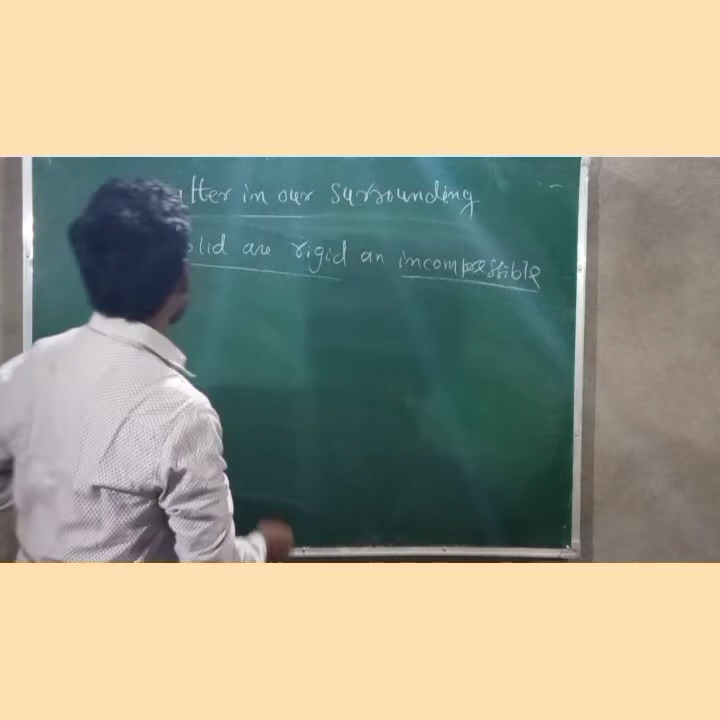 tter in our surrounding
olid are rigid an incompressible